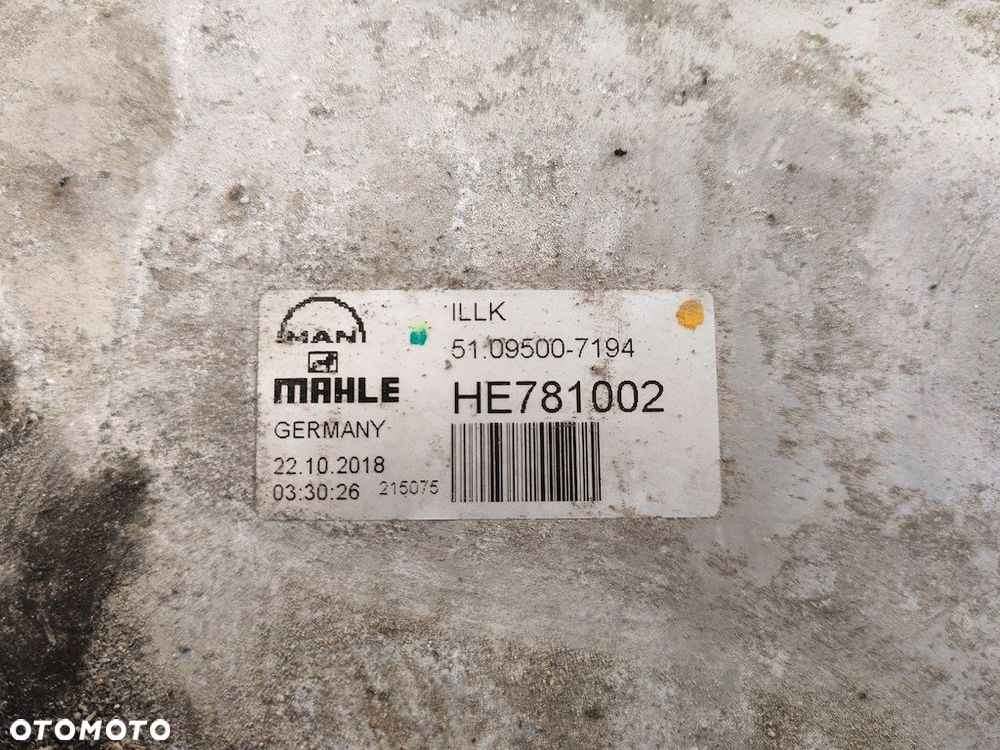 MAN
MAHLE
GERMANY
22.10.2018
03:30:26 215075
ILLK
51.09500-7194
HE781002
OTOMOTO